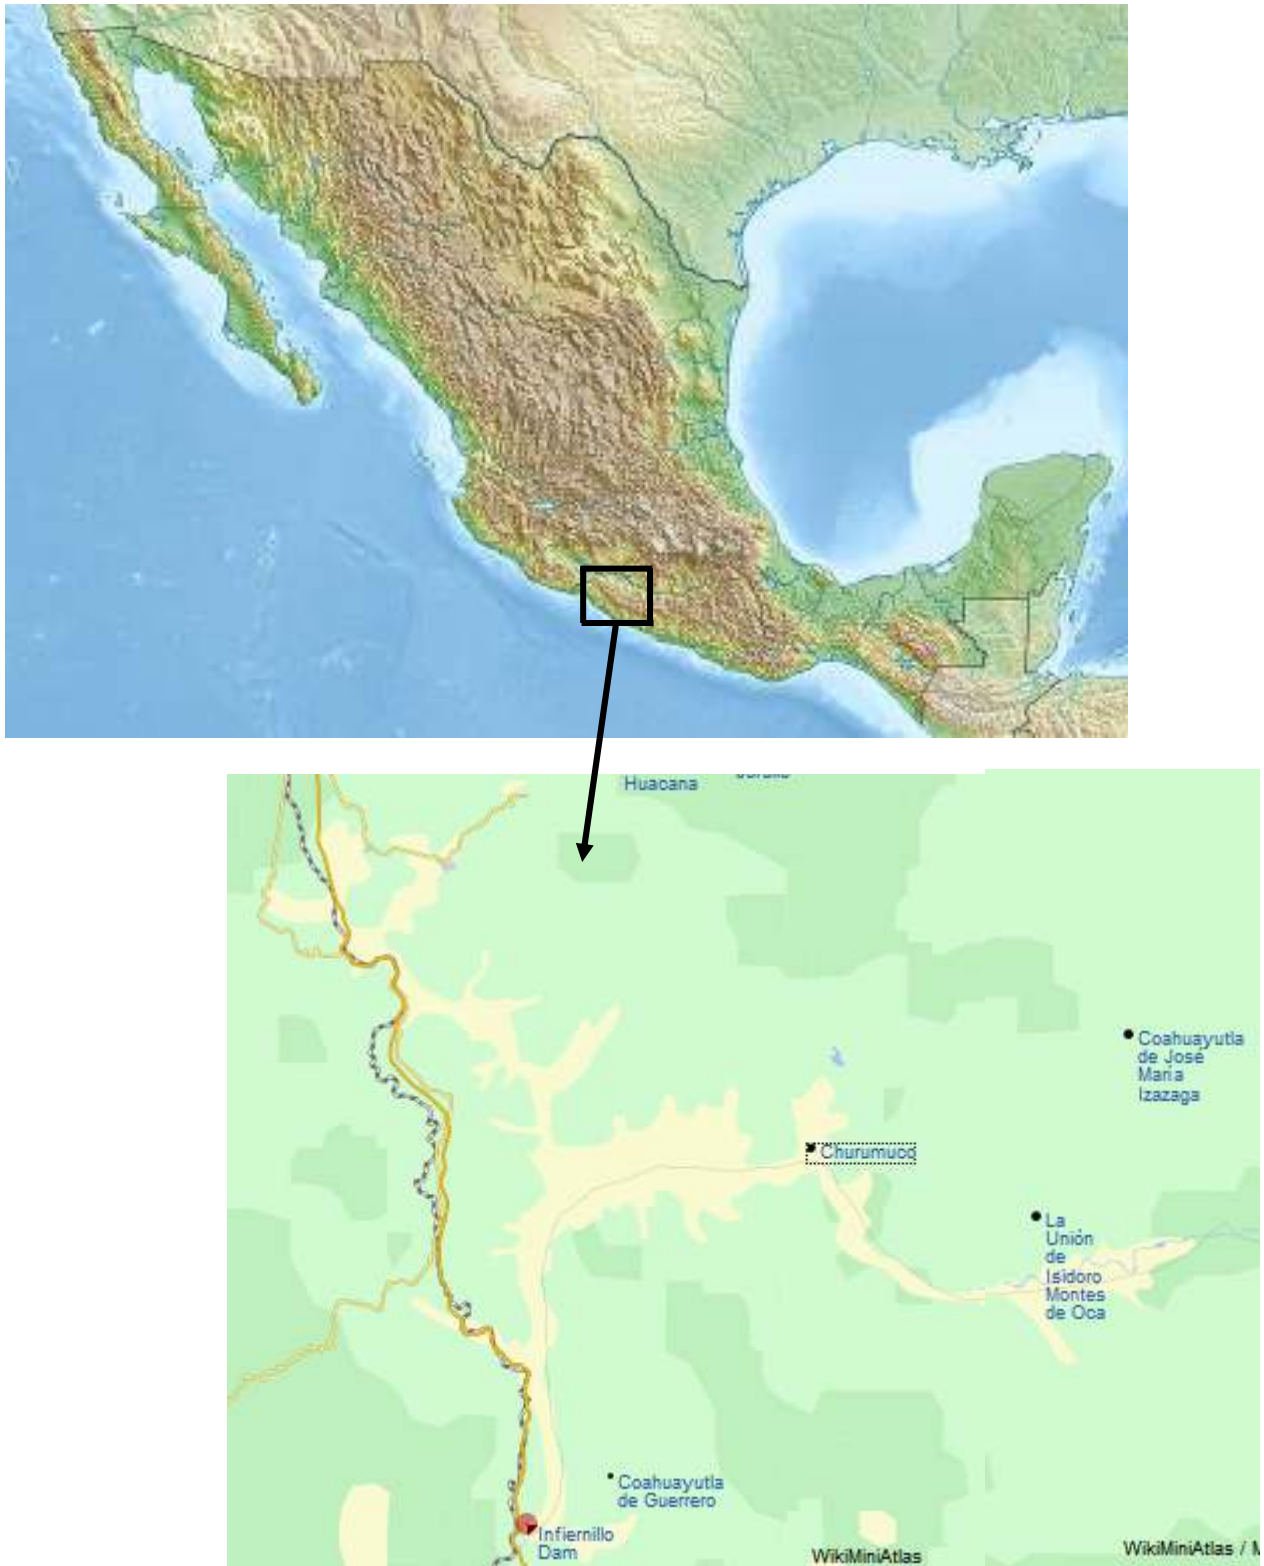 Huacana
Coahuayutla
de José
María
Izazaga
Churumuco
La
Unión
de
Isidoro
Montes
de Oca
Coahuayutla
de Guerrero
Infiernillo
Dam
WikiMiniAtlas
WikiMiniAtlas / M